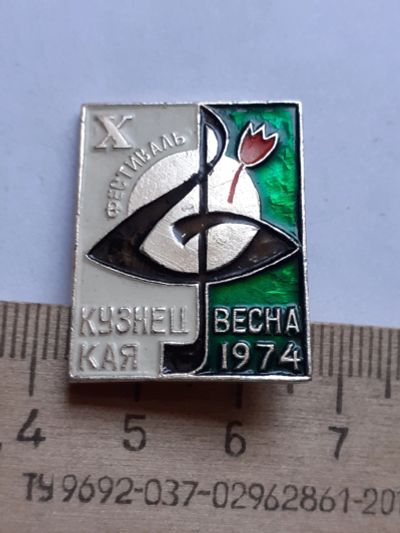 X
ФЕСТИВАЛЬ
КУЗНЕЦ ВЕСНА
КАЯ 1974
4 5 6 7
ТУ 9692-037-02962861-201